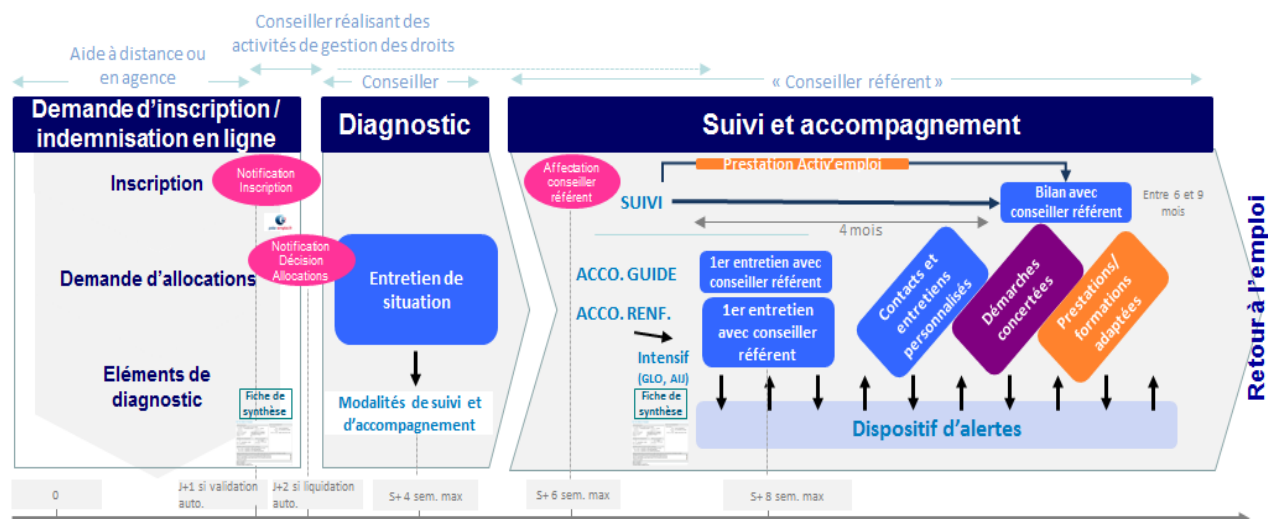 Conseiller réalisant des
activités de gestion des droits
Aide à distance ou
en agence
Conseiller
« Conseiller référent »
Demande d'inscription /
indemnisation en ligne
Diagnostic
Suivi et accompagnement
Inscription
Notification
Inscription
Demande d'allocations
Notification
Décision
Allocations
Eléments de
diagnostic
Fiche de
synthèse
Entretien de
situation
Modalités de suivi et
d'accompagnement
Affectation
conseiller
référent
Prestation Activ'emploi
SUIVI
Bilan avec
conseiller référent
Entre 6 et 9
mois
4 mois
ACCO. GUIDE
1er entretien avec
conseiller référent
ACCO. RENF.
1er entretien
avec conseiller
référent
Intensif
(GLO, AIJ)
Fiche de
synthèse
Contacts et
entretiens
personnalisés
Démarches
concertées
Prestations/
formations
adaptées
Dispositif d'alertes
Retour à l'emploi
0
J+1 si validation
auto.
J+2 si liquidation
auto.
S+ 4 sem. max
S+ 6 sem. max
S+ 8 sem. max